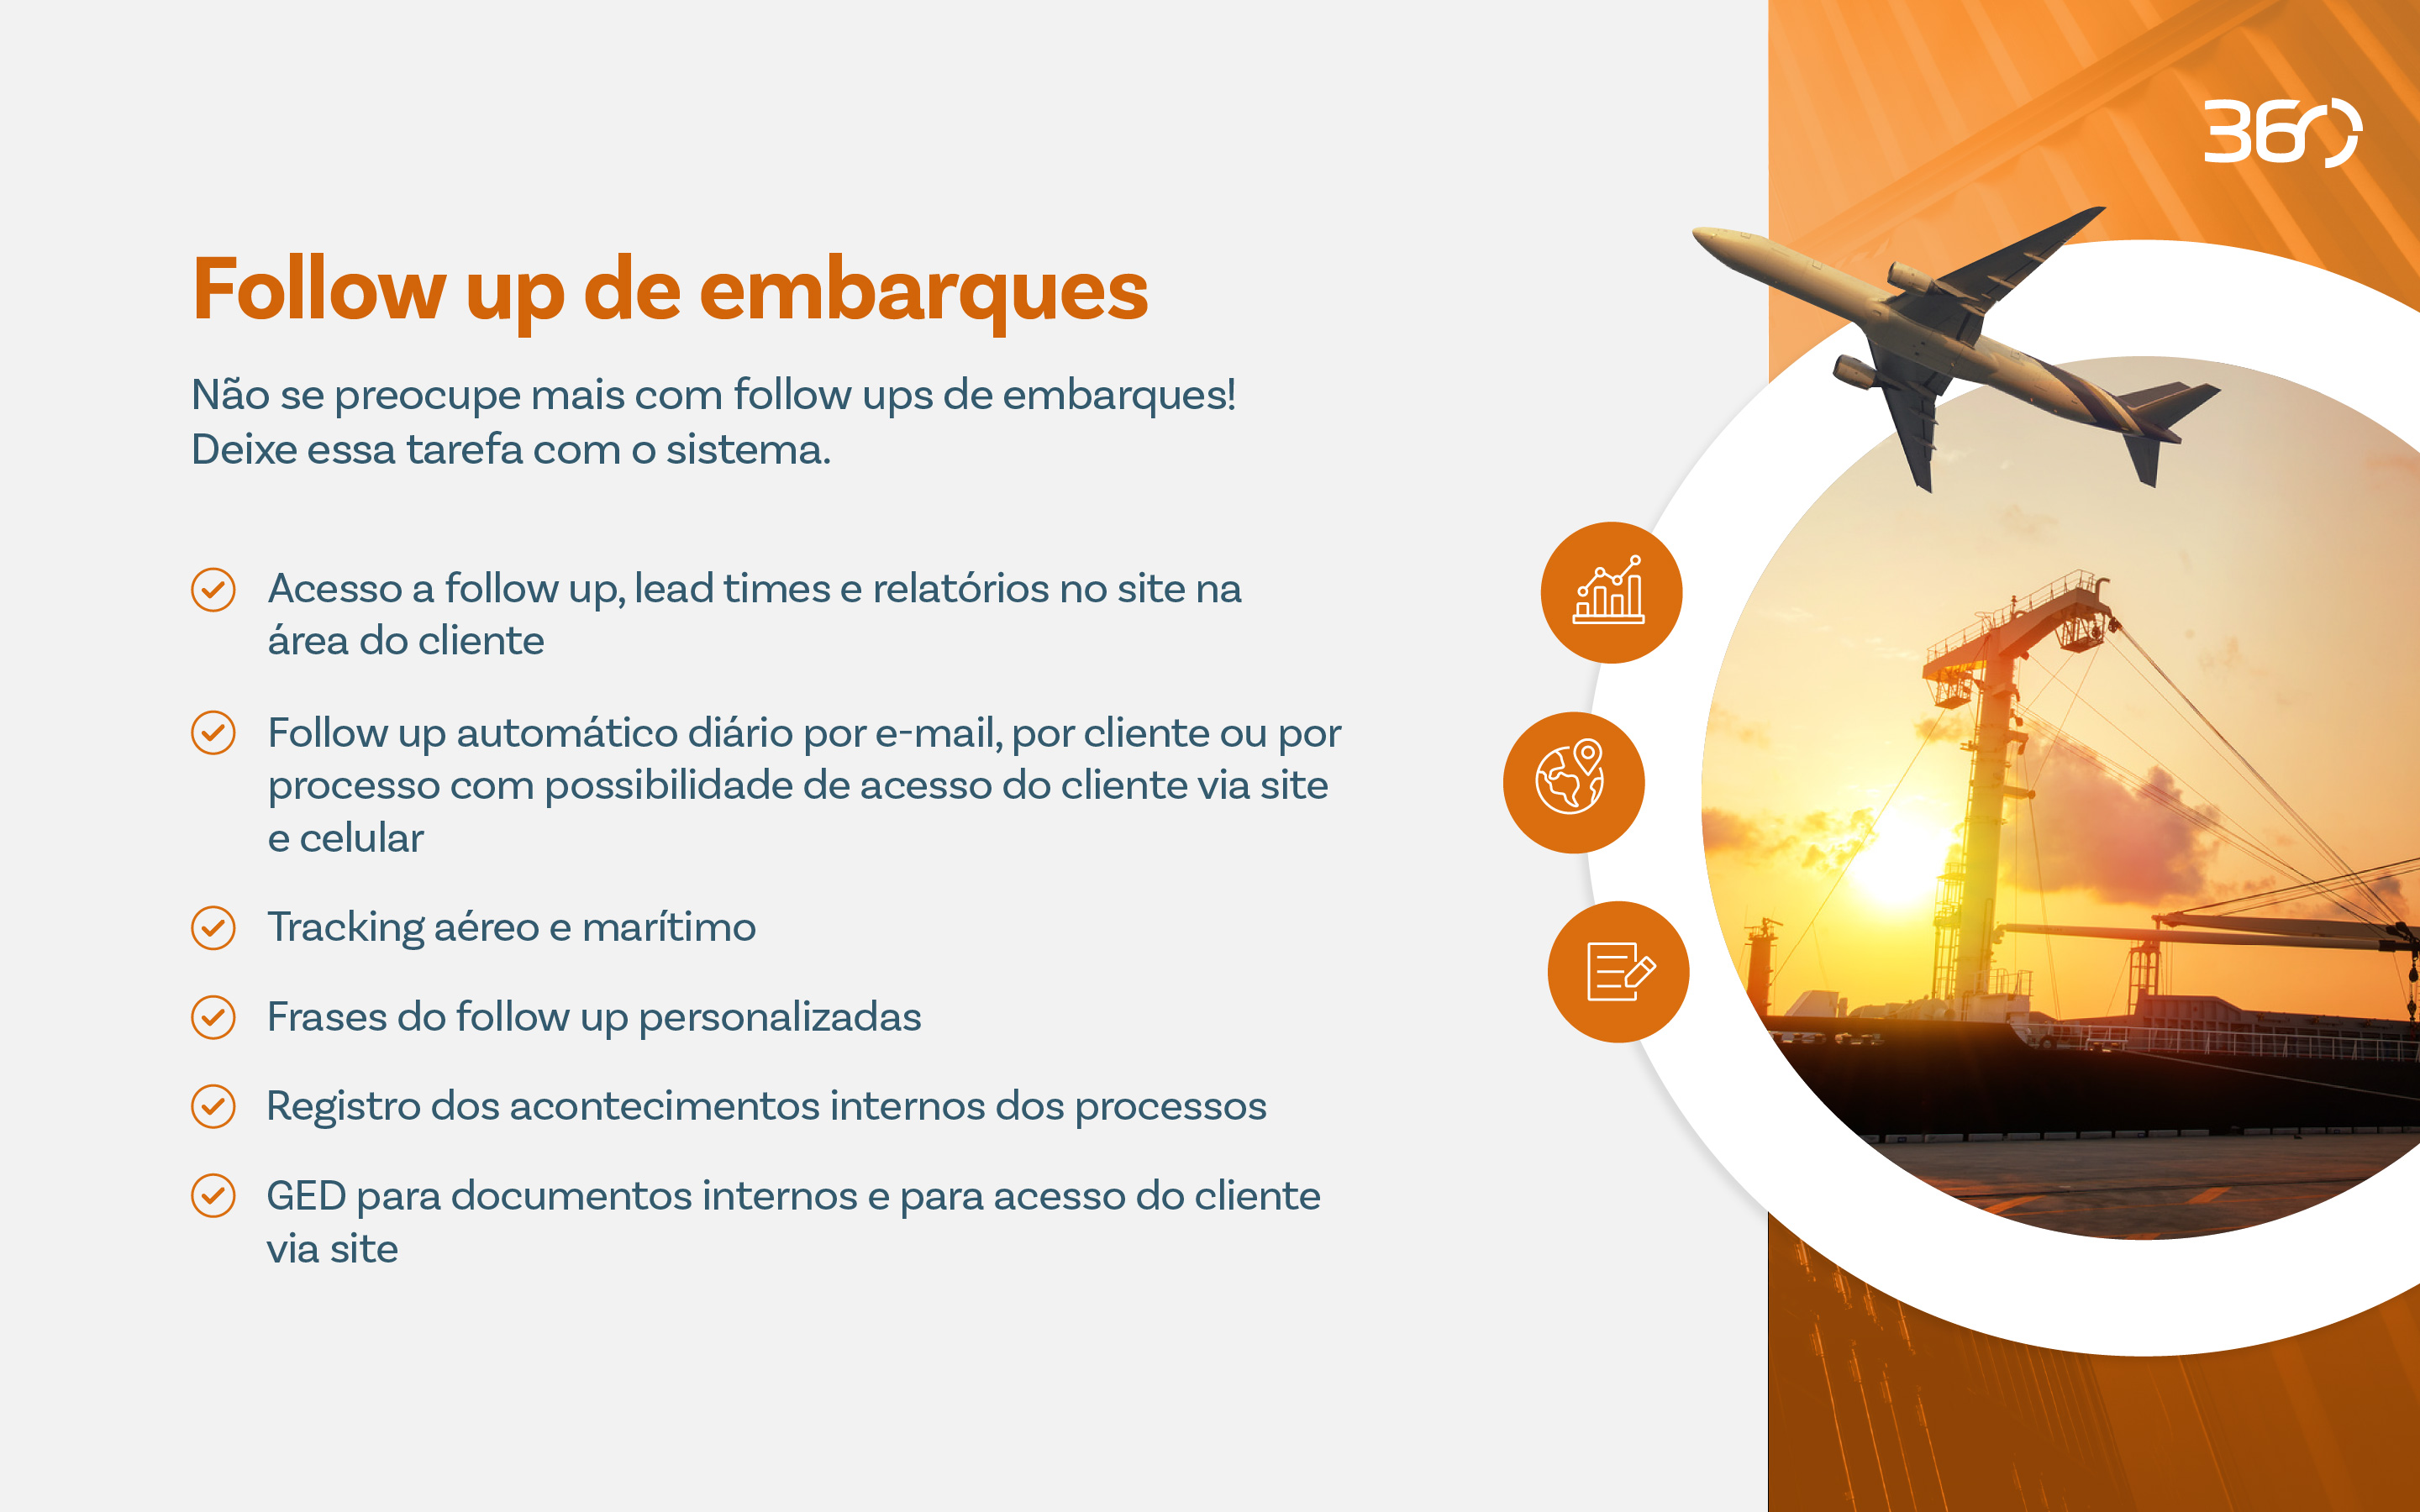 360
Follow up de embarques
Não se preocupe mais com follow ups de embarques!
Deixe essa tarefa com o sistema.
Acesso a follow up, lead times e relatórios no site na
área do cliente
Follow up automático diário por e-mail, por cliente ou por
processo com possibilidade de acesso do cliente via site
e celular
Tracking aéreo e marítimo
Frases do follow up personalizadas
Registro dos acontecimentos internos dos processos
GED para documentos internos e para acesso do cliente
via site